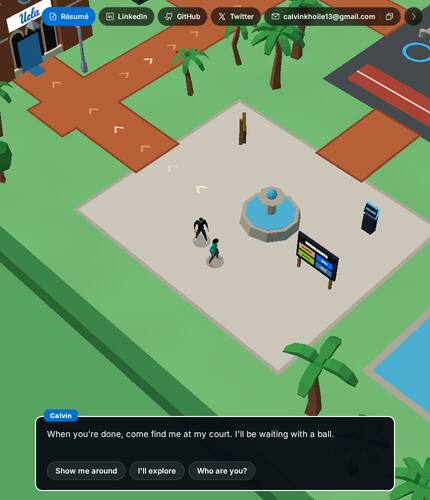 Ucla
Résumé
LinkedIn
GitHub
Twitter
calvinkhoile13@gmail.com
Calvin
When you're done, come find me at my court. I'll be waiting with a ball.
Show me around
I'll explore
Who are you?